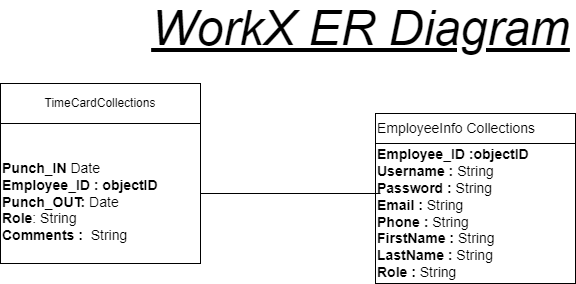 WorkX ER Diagram
TimeCardCollections
Punch_IN Date
Employee_ID : objectID
Punch_OUT: Date
Role: String
Comments : String
EmployeeInfo Collections
Employee_ID :objectID
Username : String
Password : String
Email : String
Phone : String
FirstName : String
LastName : String
Role : String